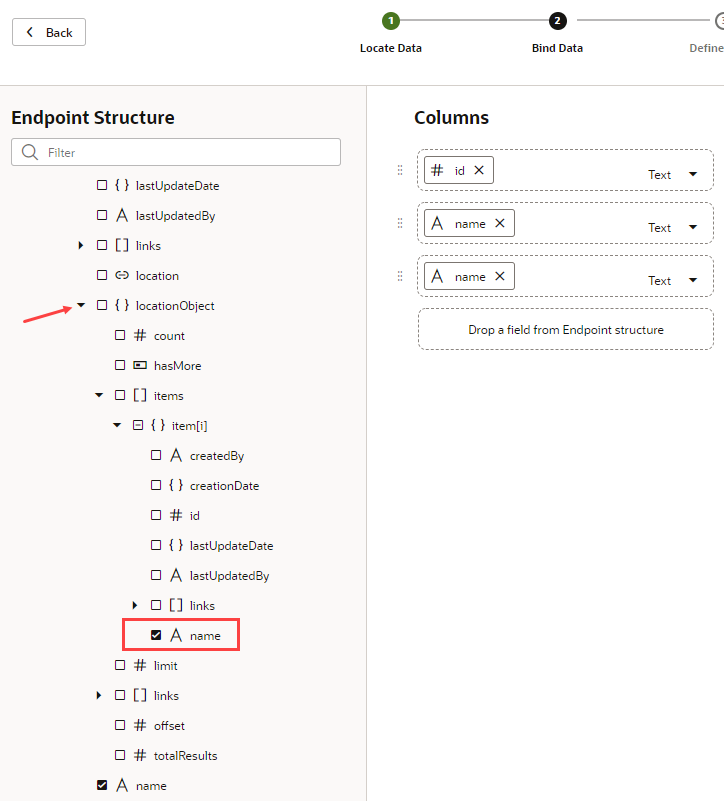 Back
1
2
3
Locate Data
Bind Data
Define
Endpoint Structure
Filter
{ } lastUpdateDate
A lastUpdatedBy
[ ] links
location
{ } locationObject
# count
hasMore
[ ] items
{ } item[i]
A createdBy
{ } creationDate
# id
{ } lastUpdateDate
A lastUpdatedBy
[ ] links
A name
# limit
[ ] links
# offset
# totalResults
A name
Columns
# id Text
A name Text
A name Text
Drop a field from Endpoint structure